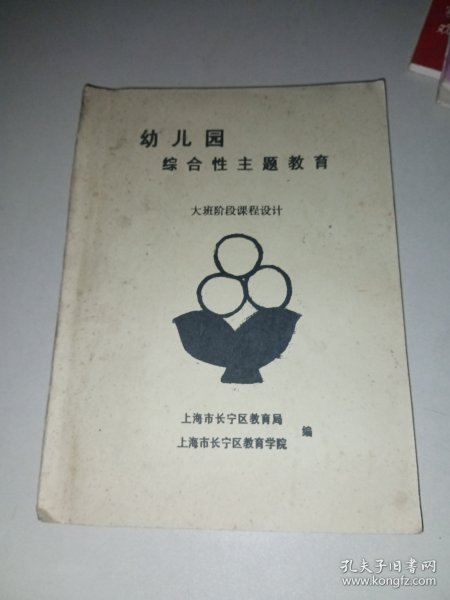 幼儿园
综合性主题教育
大班阶段课程设计
上海市长宁区教育局
上海市长宁区教育学院
编
孔夫子旧书网
www.kongfz.com